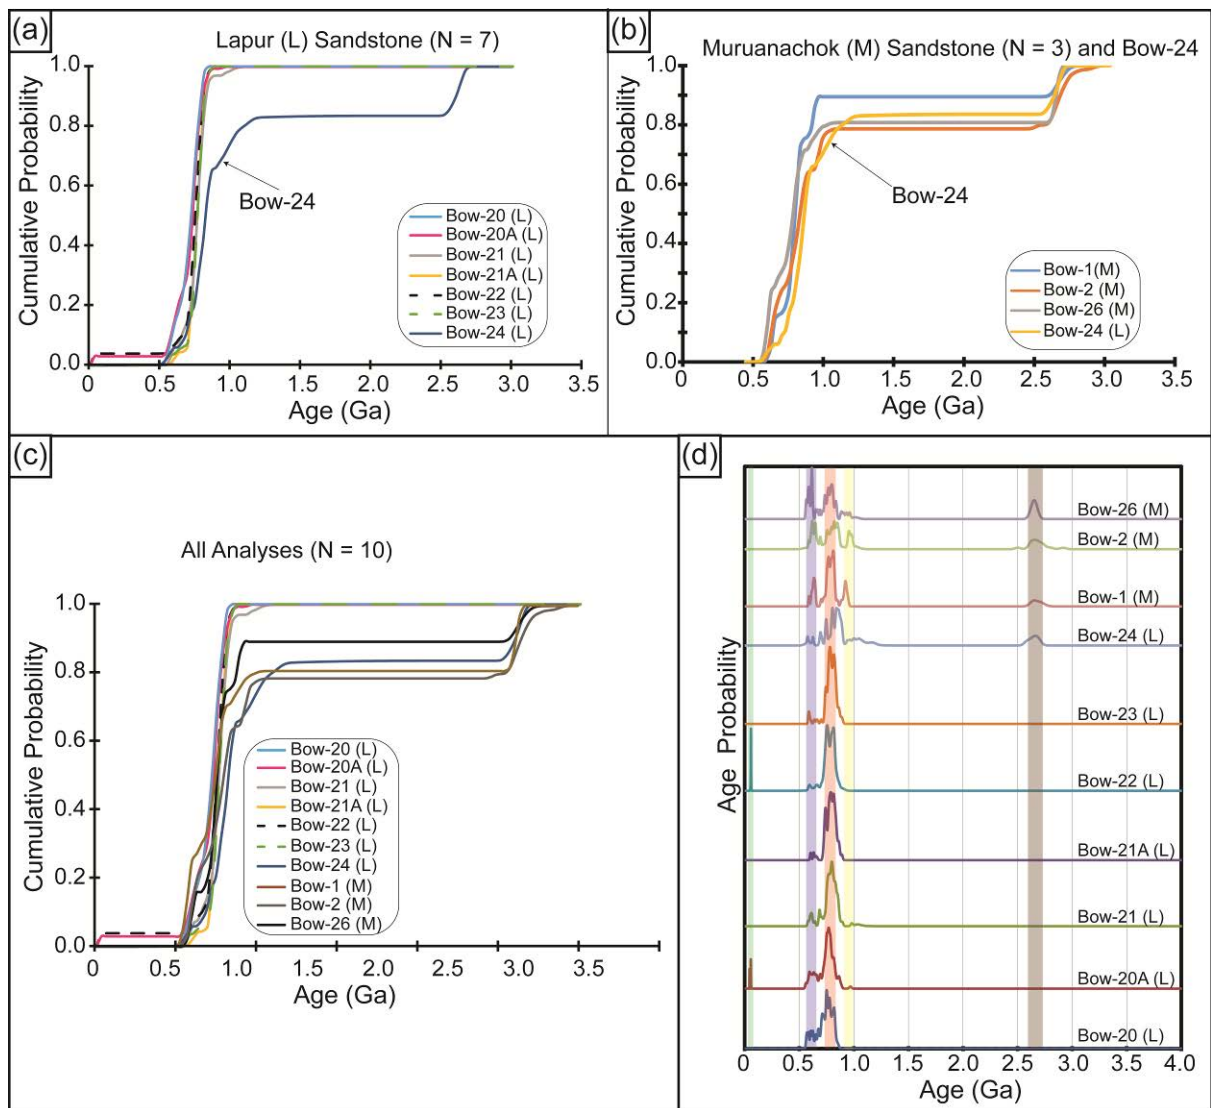 (a)
Lapur (L) Sandstone (N = 7)
Cumulative Probability
1.0
0.8
0.6
0.4
0.2
0.0
Bow-24
Bow-20 (L)
Bow-20A (L)
Bow-21 (L)
Bow-21A (L)
Bow-22 (L)
Bow-23 (L)
Bow-24 (L)
0 0.5 1.0 1.5 2.0 2.5 3.0 3.5
Age (Ga)
(b)
Muruanachok (M) Sandstone (N = 3) and Bow-24
Cumulative Probability
1.0
0.8
0.6
0.4
0.2
0.0
Bow-24
Bow-1(M)
Bow-2 (M)
Bow-26 (M)
Bow-24 (L)
0 0.5 1.0 1.5 2.0 2.5 3.0 3.5
Age (Ga)
(c)
All Analyses (N = 10)
Cumulative Probability
1.0
0.8
0.6
0.4
0.2
0.0
Bow-20 (L)
Bow-20A (L)
Bow-21 (L)
Bow-21A (L)
Bow-22 (L)
Bow-23 (L)
Bow-24 (L)
Bow-1 (M)
Bow-2 (M)
Bow-26 (M)
0 0.5 1.0 1.5 2.0 2.5 3.0 3.5
Age (Ga)
(d)
Age Probability
Bow-26 (M)
Bow-2 (M)
Bow-1 (M)
Bow-24 (L)
Bow-23 (L)
Bow-22 (L)
Bow-21A (L)
Bow-21 (L)
Bow-20A (L)
Bow-20 (L)
0 0.5 1.0 1.5 2.0 2.5 3.0 3.5 4.0
Age (Ga)